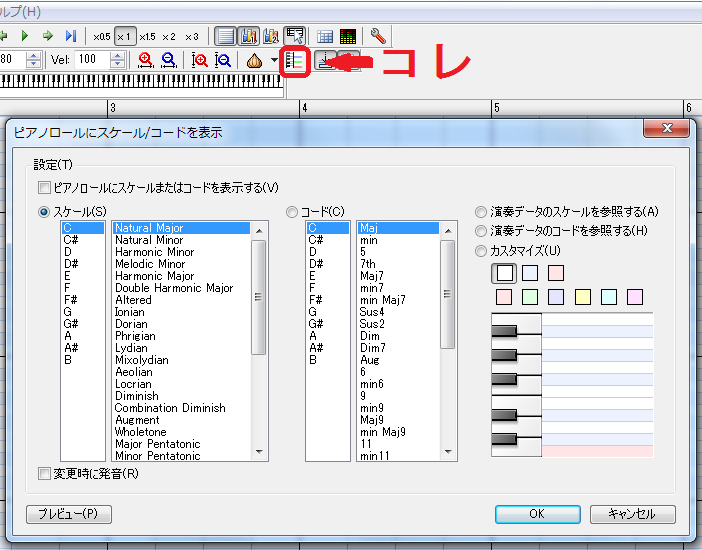 ルプ(H)
x0.5 x1 x1.5 x2 x3
80 Vel: 100
コレ
3 4 5 6
ピアノロールにスケール/コードを表示
設定(T)
ピアノロールにスケールまたはコードを表示する(V)
スケール(S)
C
C#
D
D#
E
F
F#
G
G#
A
A#
B
Natural Major
Natural Minor
Harmonic Minor
Melodic Minor
Harmonic Major
Double Harmonic Major
Altered
Ionian
Dorian
Phrigian
Lydian
Mixolydian
Aeolian
Locrian
Diminish
Combination Diminish
Augment
Wholetone
Major Pentatonic
Minor Pentatonic
コード(C)
C
C#
D
D#
E
F
F#
G
G#
A
A#
B
Maj
min
5
7th
Maj7
min7
min Maj7
Sus4
Sus2
Dim
Dim7
Aug
6
min6
9
min9
Maj9
min Maj9
11
min11
演奏データのスケールを参照する(A)
演奏データのコードを参照する(H)
カスタマイズ(U)
変更時に発音(R)
プレビュー(P)
OK
キャンセル